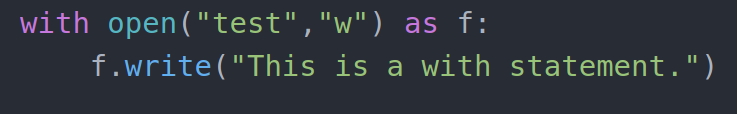 with open("test","w") as f:
    f.write("This is a with statement.")